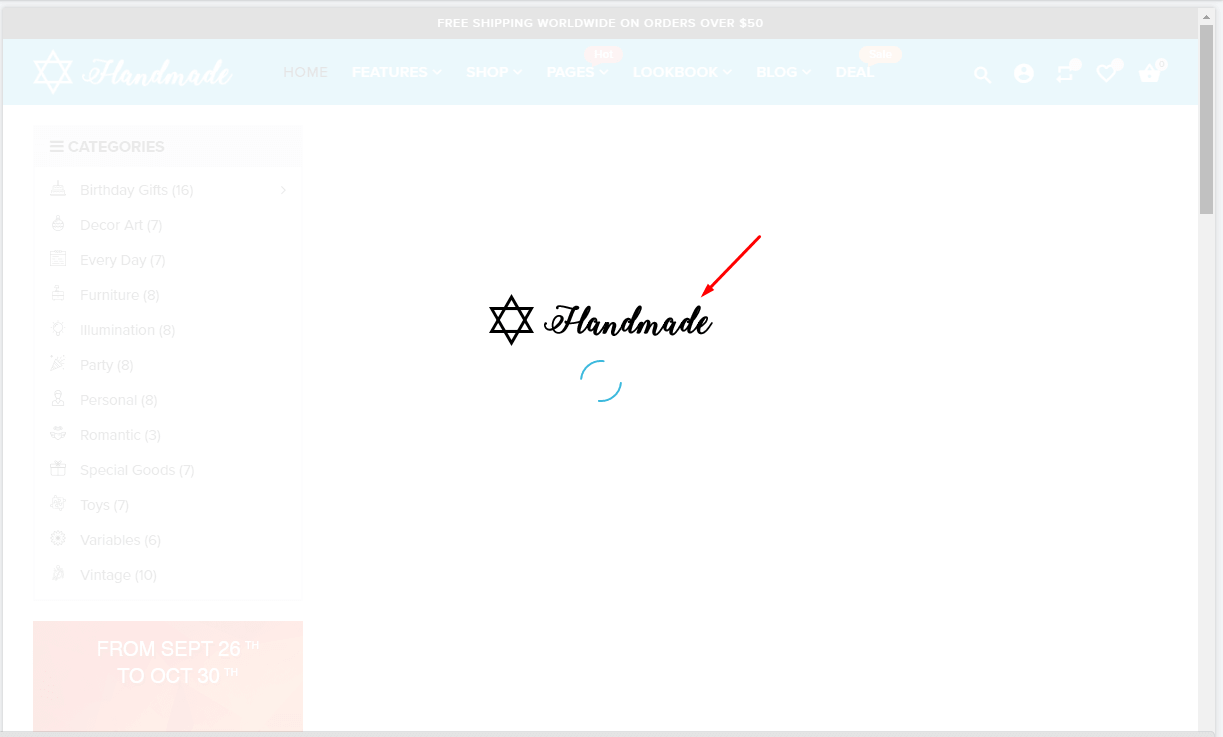 FREE SHIPPING WORLDWIDE ON ORDERS OVER $50
Handmade HOME FEATURES SHOP PAGES Hot LOOKBOOK BLOG DEAL Sale 0
CATEGORIES
Birthday Gifts (16)
Decor Art (7)
Every Day (7)
Furniture (8)
Illumination (8)
Party (8)
Personal (8)
Romantic (3)
Special Goods (7)
Toys (7)
Variables (6)
Vintage (10)
Handmade
FROM SEPT 26 TH
TO OCT 30 TH